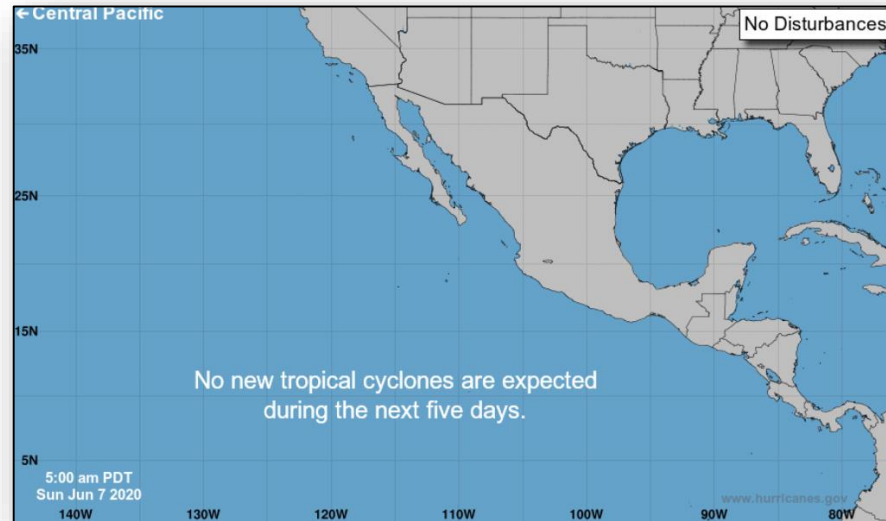 ←Central Pacific
No Disturbances
35N
25N
15N
No new tropical cyclones are expected
during the next five days.
5N
5:00 am PDT
Sun Jun 7 2020
www.hurricanes.gov
140W 130W 120W 110W 100W 90W 80W